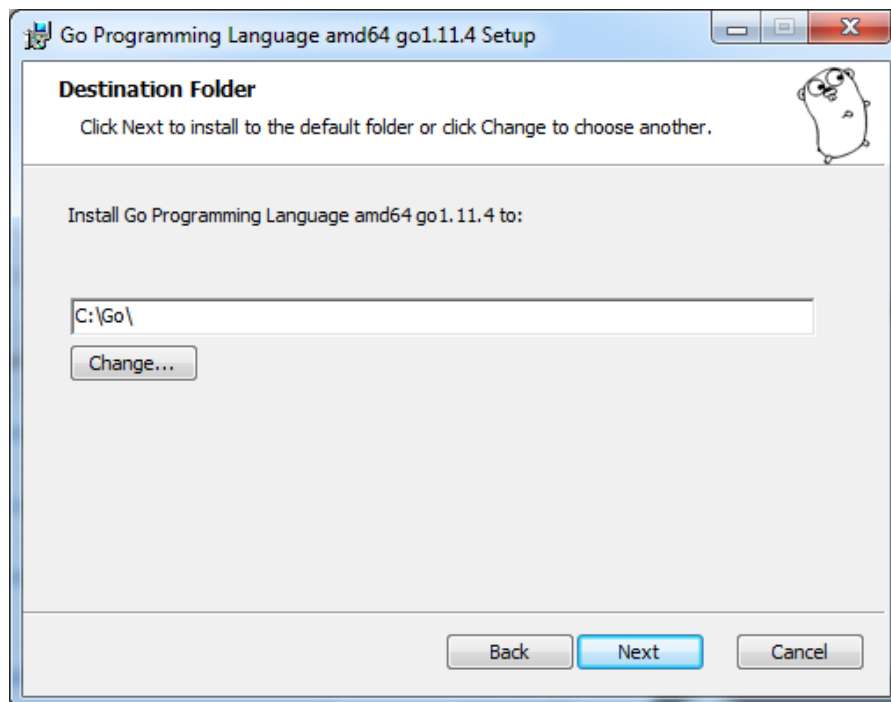 Go Programming Language amd64 go1.11.4 Setup
Destination Folder
Click Next to install to the default folder or click Change to choose another.
Install Go Programming Language amd64 go1.11.4 to:
C:\Go\
Change...
Back Next Cancel